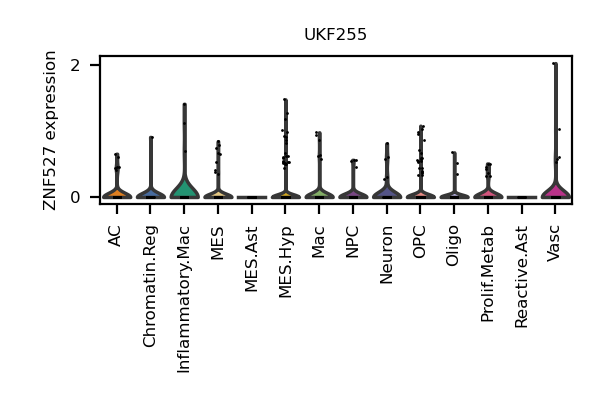 UKF255
ZNF527 expression
2
0
AC
Chromatin.Reg
Inflammatory.Mac
MES
MES.Ast
MES.Hyp
Mac
NPC
Neuron
OPC
Oligo
Prolif.Metab
Reactive.Ast
Vasc